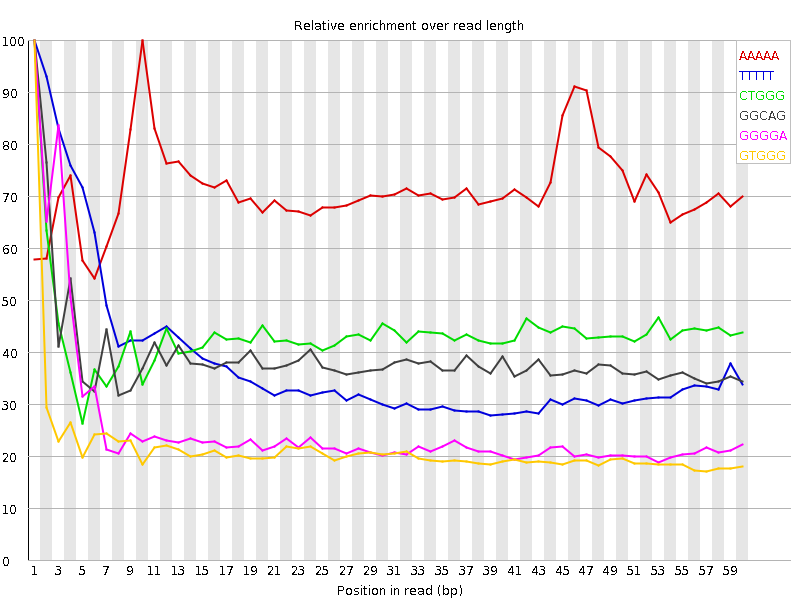 Relative enrichment over read length
100
90
80
70
60
50
40
30
20
10
0
AAAAA
TTTTT
CTGGG
GGCAG
GGGGA
GTGGG
1 3 5 7 9 11 13 15 17 19 21 23 25 27 29 31 33 35 37 39 41 43 45 47 49 51 53 55 57 59
Position in read (bp)